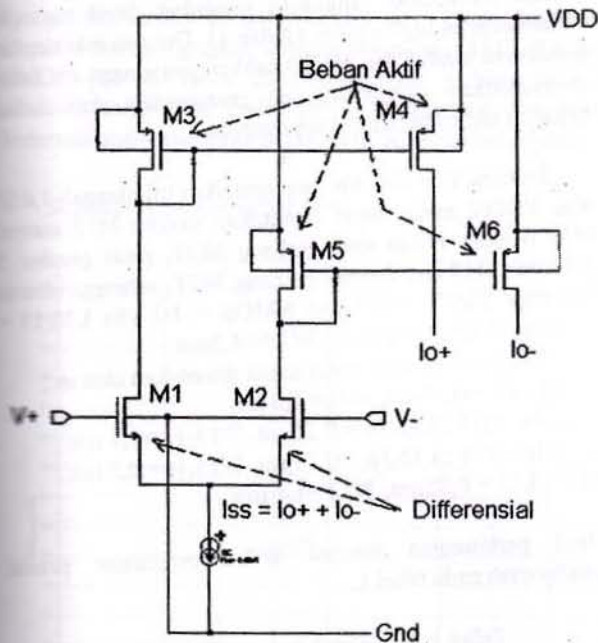 VDD
Beban Aktif
M3
M4
M5
M6
Io+
Io-
M1
M2
V+
V-
Iss = Io+ + Io-
Differensial
Gnd